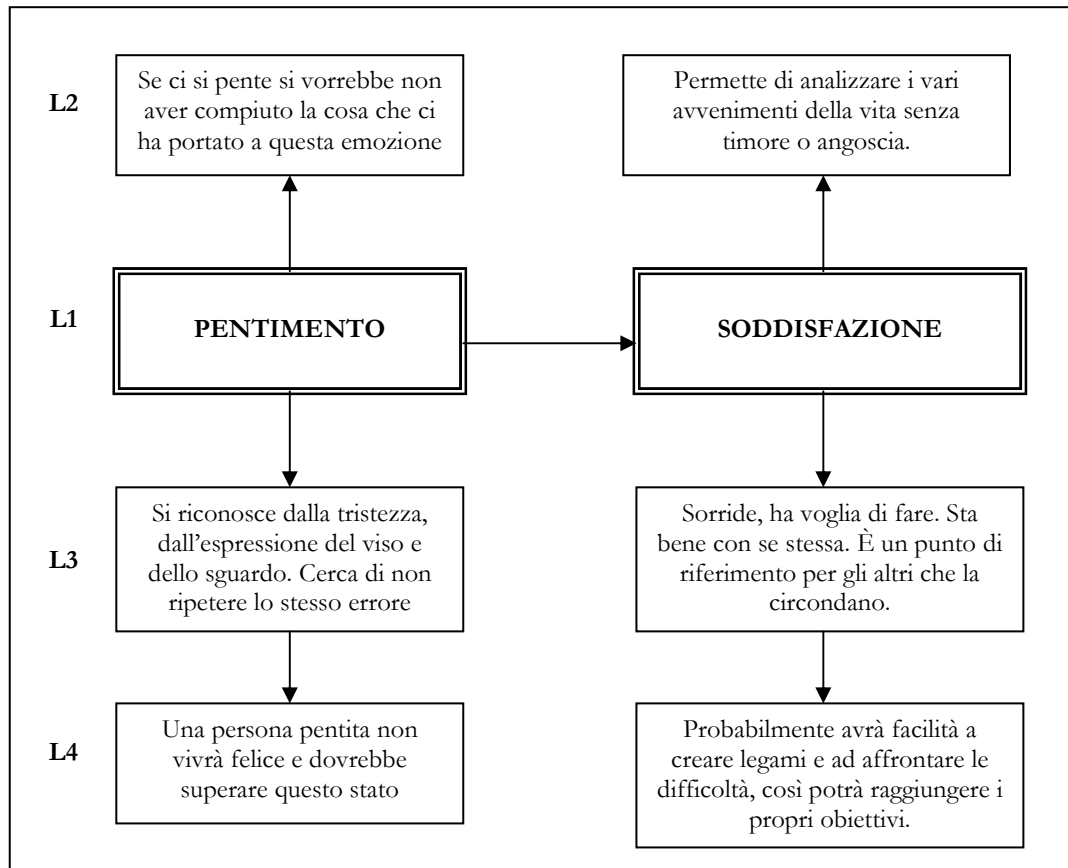 L2
Se ci si pente si vorrebbe non
aver compiuto la cosa che ci
ha portato a questa emozione
Permette di analizzare i vari
avvenimenti della vita senza
timore o angoscia.
L1
PENTIMENTO
SODDISFAZIONE
L3
Si riconosce dalla tristezza,
dall'espressione del viso e
dello sguardo. Cerca di non
ripetere lo stesso errore
Sorride, ha voglia di fare. Sta
bene con se stessa. È un punto di
riferimento per gli altri che la
circondano.
L4
Una persona pentita non
vivrà felice e dovrebbe
superare questo stato
Probabilmente avrà facilità a
creare legami e ad affrontare le
difficoltà, così potrà raggiungere i
propri obiettivi.